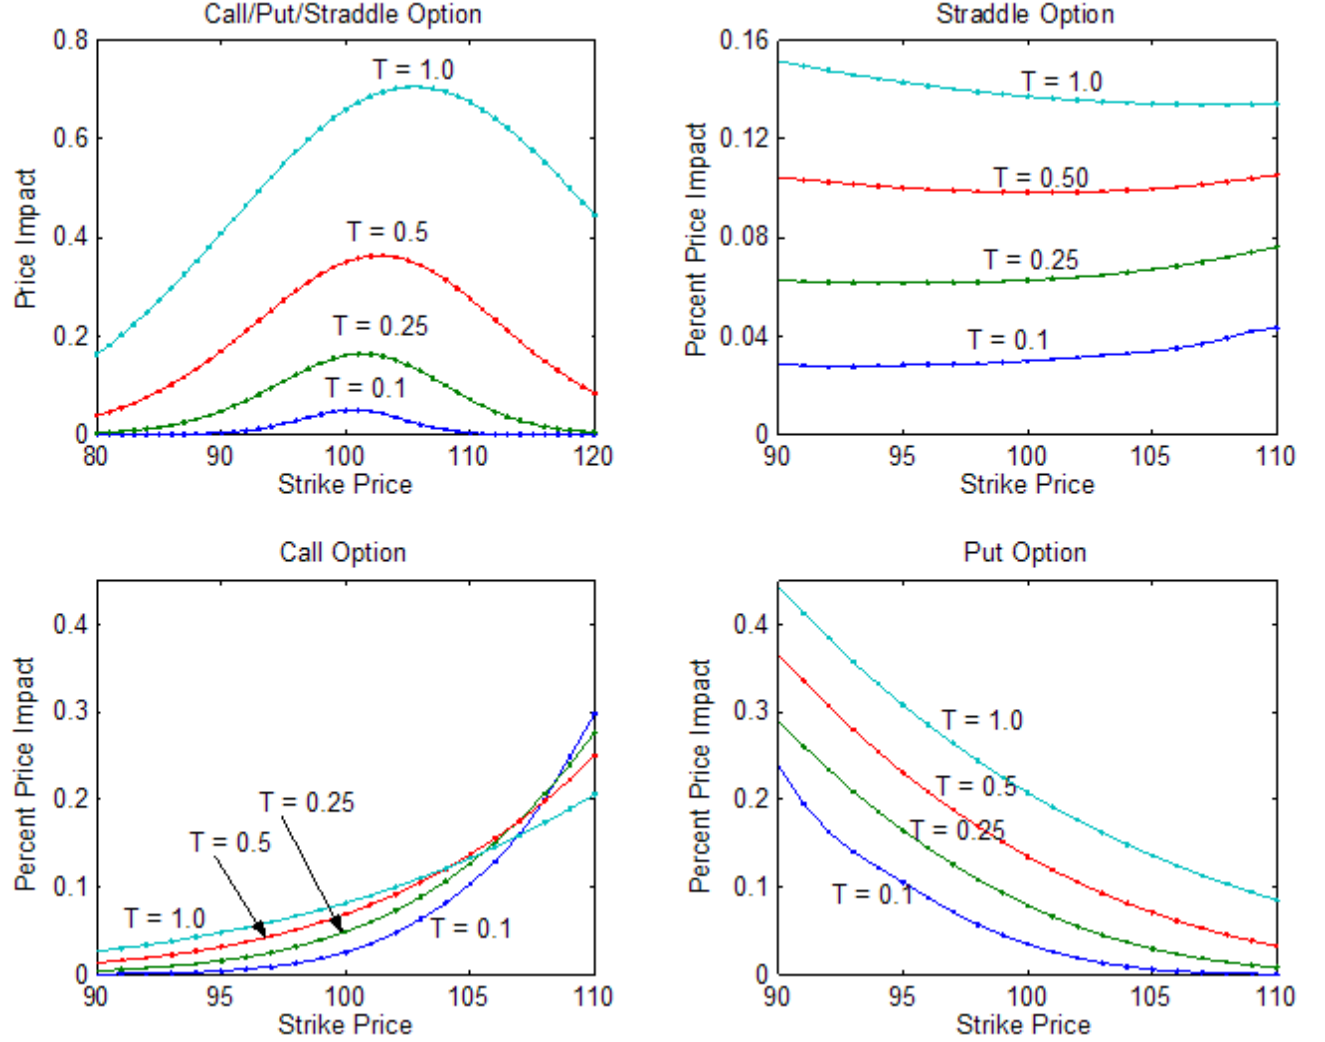 Call/Put/Straddle Option
0.8
0.6
0.4
0.2
0
Price Impact
T = 1.0
T = 0.5
T = 0.25
T = 0.1
80 90 100 110 120
Strike Price
Straddle Option
0.16
0.12
0.08
0.04
0
Percent Price Impact
T = 1.0
T = 0.50
T = 0.25
T = 0.1
90 95 100 105 110
Strike Price
Call Option
0.4
0.3
0.2
0.1
0
Percent Price Impact
T = 0.25
T = 0.5
T = 1.0
T = 0.1
90 95 100 105 110
Strike Price
Put Option
0.4
0.3
0.2
0.1
0
Percent Price Impact
T = 1.0
T = 0.5
T = 0.25
T = 0.1
90 95 100 105 110
Strike Price